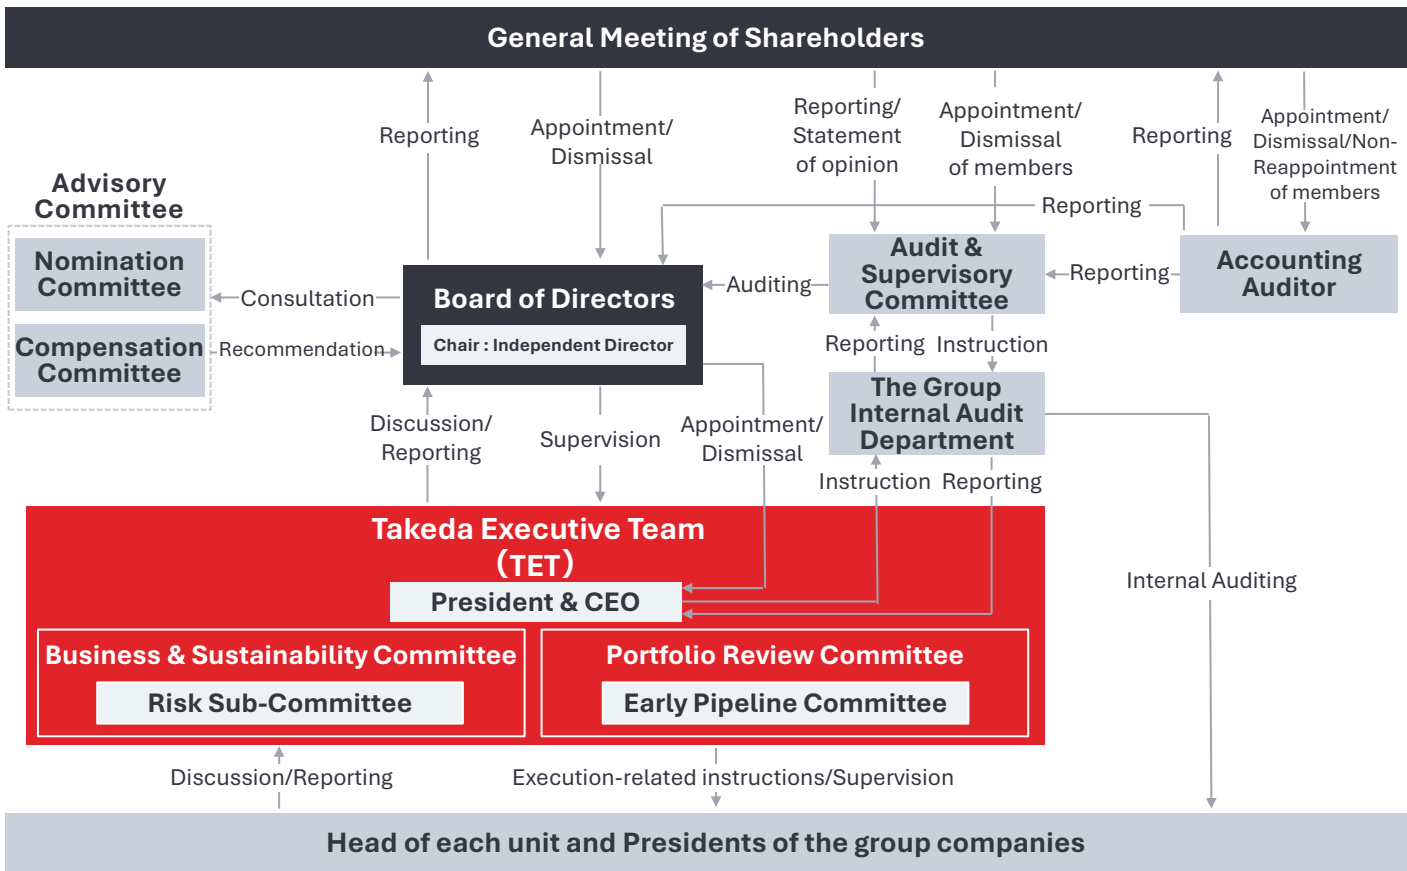 General Meeting of Shareholders
Reporting
Appointment/
Dismissal
Reporting/
Statement
of opinion
Appointment/
Dismissal
of members
Reporting
Appointment/
Dismissal/Non-
Reappointment
of members
Advisory
Committee
Nomination
Committee
Compensation
Committee
Consultation
Recommendation
Board of Directors
Chair : Independent Director
Reporting
Auditing
Audit &
Supervisory
Committee
Reporting
Accounting
Auditor
Reporting
Instruction
The Group
Internal Audit
Department
Discussion/
Reporting
Supervision
Appointment/
Dismissal
Instruction
Reporting
Internal Auditing
Takeda Executive Team
(TET)
President & CEO
Business & Sustainability Committee
Risk Sub-Committee
Portfolio Review Committee
Early Pipeline Committee
Discussion/Reporting
Execution-related instructions/Supervision
Head of each unit and Presidents of the group companies